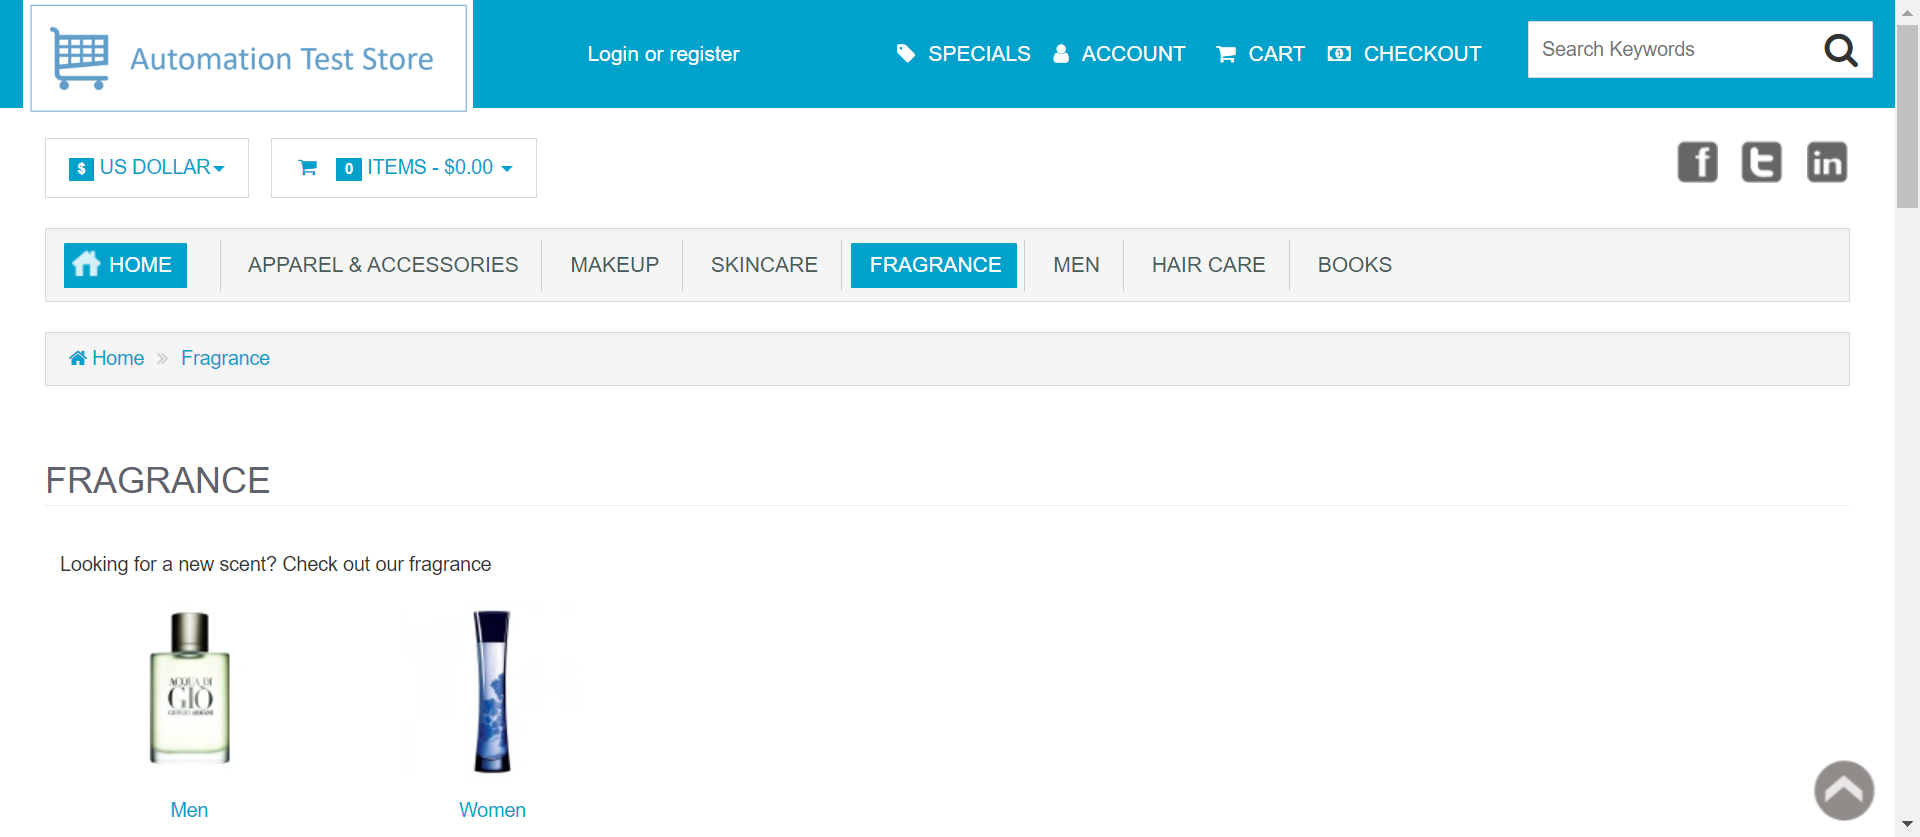 Automation Test Store
Login or register
SPECIALS ACCOUNT CART CHECKOUT
Search Keywords
$ US DOLLAR
0 ITEMS - $0.00
HOME APPAREL & ACCESSORIES MAKEUP SKINCARE FRAGRANCE MEN HAIR CARE BOOKS
Home » Fragrance
FRAGRANCE
Looking for a new scent? Check out our fragrance
ACQUA DI
GIÒ
GIORGIO ARMANI
Men
Women